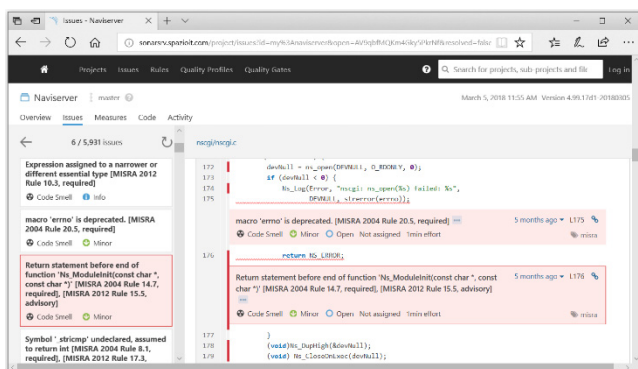 Issues - Naviserver
sonarsrv.spazioit.com/project/issues?id=my%3Anaviserver&open=
Projects Issues Rules Quality Profiles Quality Gates
Search for projects, sub-projects and file
Log in
Naviserver master
March 5, 2018 11:55 AM Version 4.99.17d1-20180305
Overview Issues Measures Code Activity
6 / 5,931 issues
Expression assigned to a narrower or
different essential type [MISRA 2012
Rule 10.3, required]
Code Smell Info
macro 'errno' is deprecated. [MISRA
2004 Rule 20.5, required]
Code Smell Minor
Return statement before end of
function 'Ns_ModuleInit(const char *,
const char *)' [MISRA 2004 Rule 14.7,
required], [MISRA 2012 Rule 15.5,
advisory]
Code Smell Minor
Symbol '_stricmp' undeclared, assumed
to return int [MISRA 2004 Rule 8.1,
required], [MISRA 2012 Rule 17.3,
nscgi/nscgi.c
172 devNull = ns_open(DEVNULL, O_RDONLY, 0);
173 if (devNull < 0) {
174 Ns_Log(Error, "nscgi: ns_open(%s) failed: %s",
175 DEVNULL, strerror(errno));
macro 'errno' is deprecated. [MISRA 2004 Rule 20.5, required] ... 5 months ago L175
Code Smell Minor Open Not assigned 1min effort misra
176 return NS_ERROR;
Return statement before end of function 'Ns_ModuleInit(const char *, const 5 months ago L176
char *)' [MISRA 2004 Rule 14.7, required], [MISRA 2012 Rule 15.5, advisory]
...
Code Smell Minor Open Not assigned 1min effort misra
177 }
178 (void)Ns_DupHigh(&devNull);
179 (void) Ns_CloseOnExec(devNull);